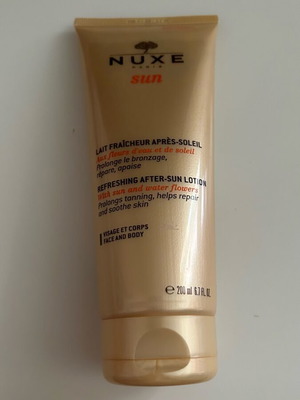 NUXE
PARIS
sun
LAIT FRAÎCHEUR APRÈS-SOLEIL
Aux fleurs d'eau et de soleil
Prolonge le bronzage,
répare, apaise
REFRESHING AFTER-SUN LOTION
sun and water flowers
Prolongs tanning, helps repair
and soothe skin
VISAGE ET CORPS
FACE AND BODY
e 200 ml 6.7 FL. OZ.